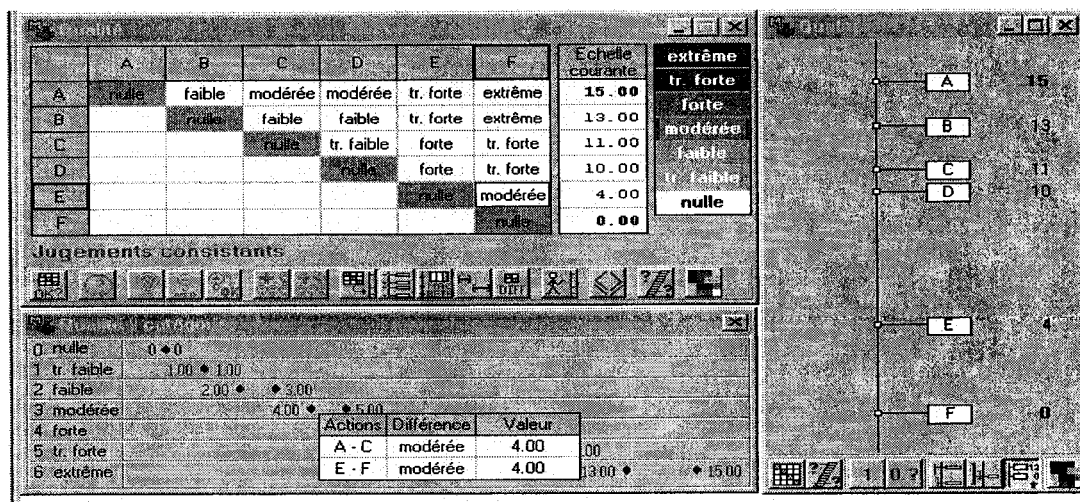 Qualité
A B C D E F Echelle courante
A nulle faible modérée modérée tr. forte extrême 15.00
B nulle faible faible tr. forte extrême 13.00
C nulle tr. faible forte tr. forte 11.00
D nulle forte tr. forte 10.00
E nulle modérée 4.00
F nulle 0.00
extrême
tr. forte
forte
modérée
faible
tr. faible
nulle
Jugements consistants
0 nulle 0 0
1 tr. faible 1.00 1.00
2 faible 2.00 3.00
3 modérée 4.00 5.00
4 forte
5 tr. forte .00
6 extrême 13.00 15.00
Actions Différence Valeur
A - C modérée 4.00
E - F modérée 4.00
Qual
A 15
B 13
C 11
D 10
E 4
F 0
1 0 ?